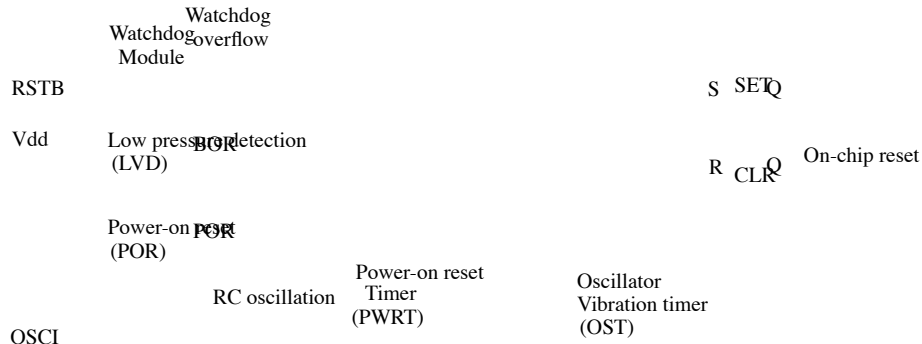 Watchdog
overflow
Watchdog
Module
RSTB
S SET Q
Vdd
Low pressure detection
(LVD)
BOR
R CLR Q
On-chip reset
Power-on reset
(POR)
POR
RC oscillation
Power-on reset
Timer
(PWRT)
Oscillator
Vibration timer
(OST)
OSCI